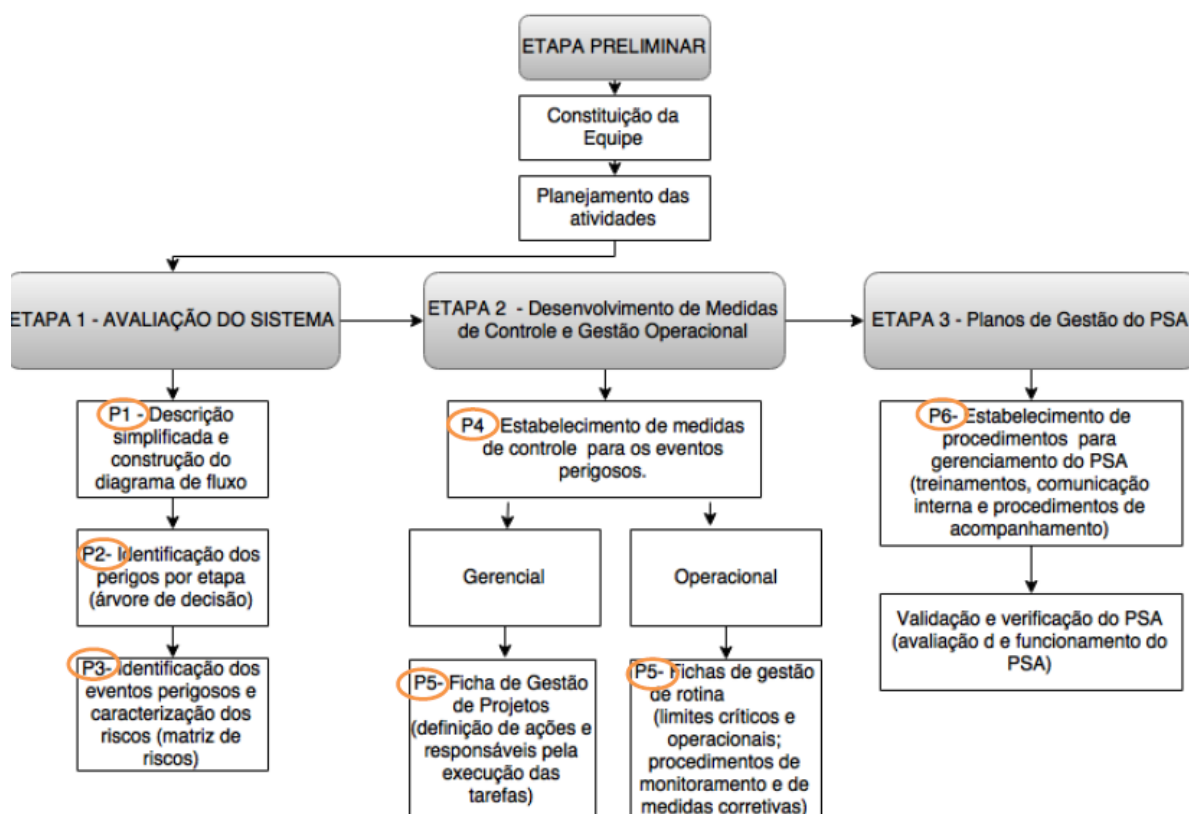 ETAPA PRELIMINAR
Constituição da
Equipe
Planejamento das
atividades
ETAPA 1 - AVALIAÇÃO DO SISTEMA
ETAPA 2 - Desenvolvimento de Medidas
de Controle e Gestão Operacional
ETAPA 3 - Planos de Gestão do PSA
P1 - Descrição
simplificada e
construção do
diagrama de fluxo
P2- Identificação dos
perigos por etapa
(árvore de decisão)
P3- Identificação dos
eventos perigosos e
caracterização dos
riscos (matriz de
riscos)
P4 Estabelecimento de medidas
de controle para os eventos
perigosos.
Gerencial
Operacional
P5- Ficha de Gestão
de Projetos
(definição de ações e
responsáveis pela
execução das
tarefas)
P5- Fichas de gestão
de rotina
(limites críticos e
operacionais;
procedimentos de
monitoramento e de
medidas corretivas)
P6- Estabelecimento de
procedimentos para
gerenciamento do PSA
(treinamentos, comunicação
interna e procedimentos de
acompanhamento)
Validação e verificação do PSA
(avaliação d e funcionamento do
PSA)